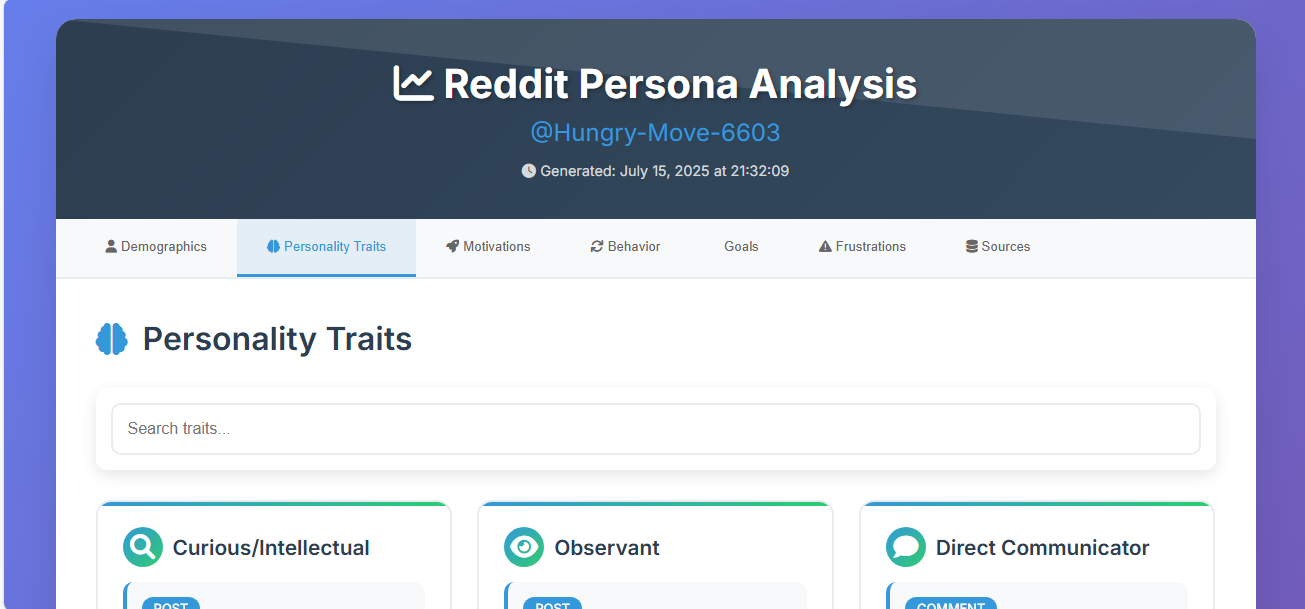 Reddit Persona Analysis
@Hungry-Move-6603
Generated: July 15, 2025 at 21:32:09
Demographics Personality Traits Motivations Behavior Goals Frustrations Sources
Personality Traits
Search traits...
Curious/Intellectual Observant Direct Communicator
POST POST COMMENT